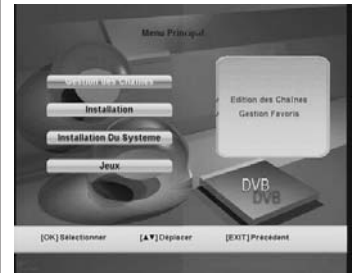 Menu Principal
Gestion des Chaînes
Installation
Installation Du Systeme
Jeux
Edition des Chaînes
Gestion Favoris
DVB
DVB
[OK] Sélectionner [▲▼] Déplacer [EXIT] Précédent